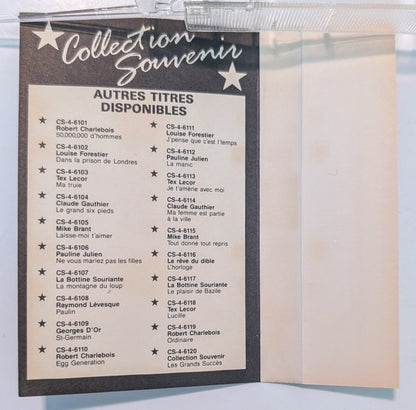 Collection
Souvenir
AUTRES TITRES
DISPONIBLES
★ CS-4-6101
Robert Charlebois
50,000,000 d'hommes
★ CS-4-6102
Louise Forestier
Dans la prison de Londres
★ CS-4-6103
Tex Lecor
Ma truie
★ CS-4-6104
Claude Gauthier
Le grand six pieds
★ CS-4-6105
Mike Brant
Laisse-moi t'aimer
★ CS-4-6106
Pauline Julien
Ne vous mariez pas les filles
★ CS-4-6107
La Bottine Souriante
La montagne du loup
★ CS-4-6108
Raymond Lévesque
Paulin
★ CS-4-6109
Georges D'Or
St-Germain
★ CS-4-6110
Robert Charlebois
Egg Generation
★ CS-4-6111
Louise Forestier
J'pense que c'est l'temps
★ CS-4-6112
Pauline Julien
La manic
★ CS-4-6113
Tex Lecor
Je t'amène avec moi
★ CS-4-6114
Claude Gauthier
Ma femme est partie
à la ville
★ CS-4-6115
Mike Brant
Tout donné tout repris
★ CS-4-6116
Le rêve du dible
L'horloge
★ CS-4-6117
La Bottine Souriante
Le plaisir de Bazile
★ CS-4-6118
Tex Lecor
Lucille
★ CS-4-6119
Robert Charlebois
Ordinaire
★ CS-4-6120
Collection Souvenir
Les Grands Succès